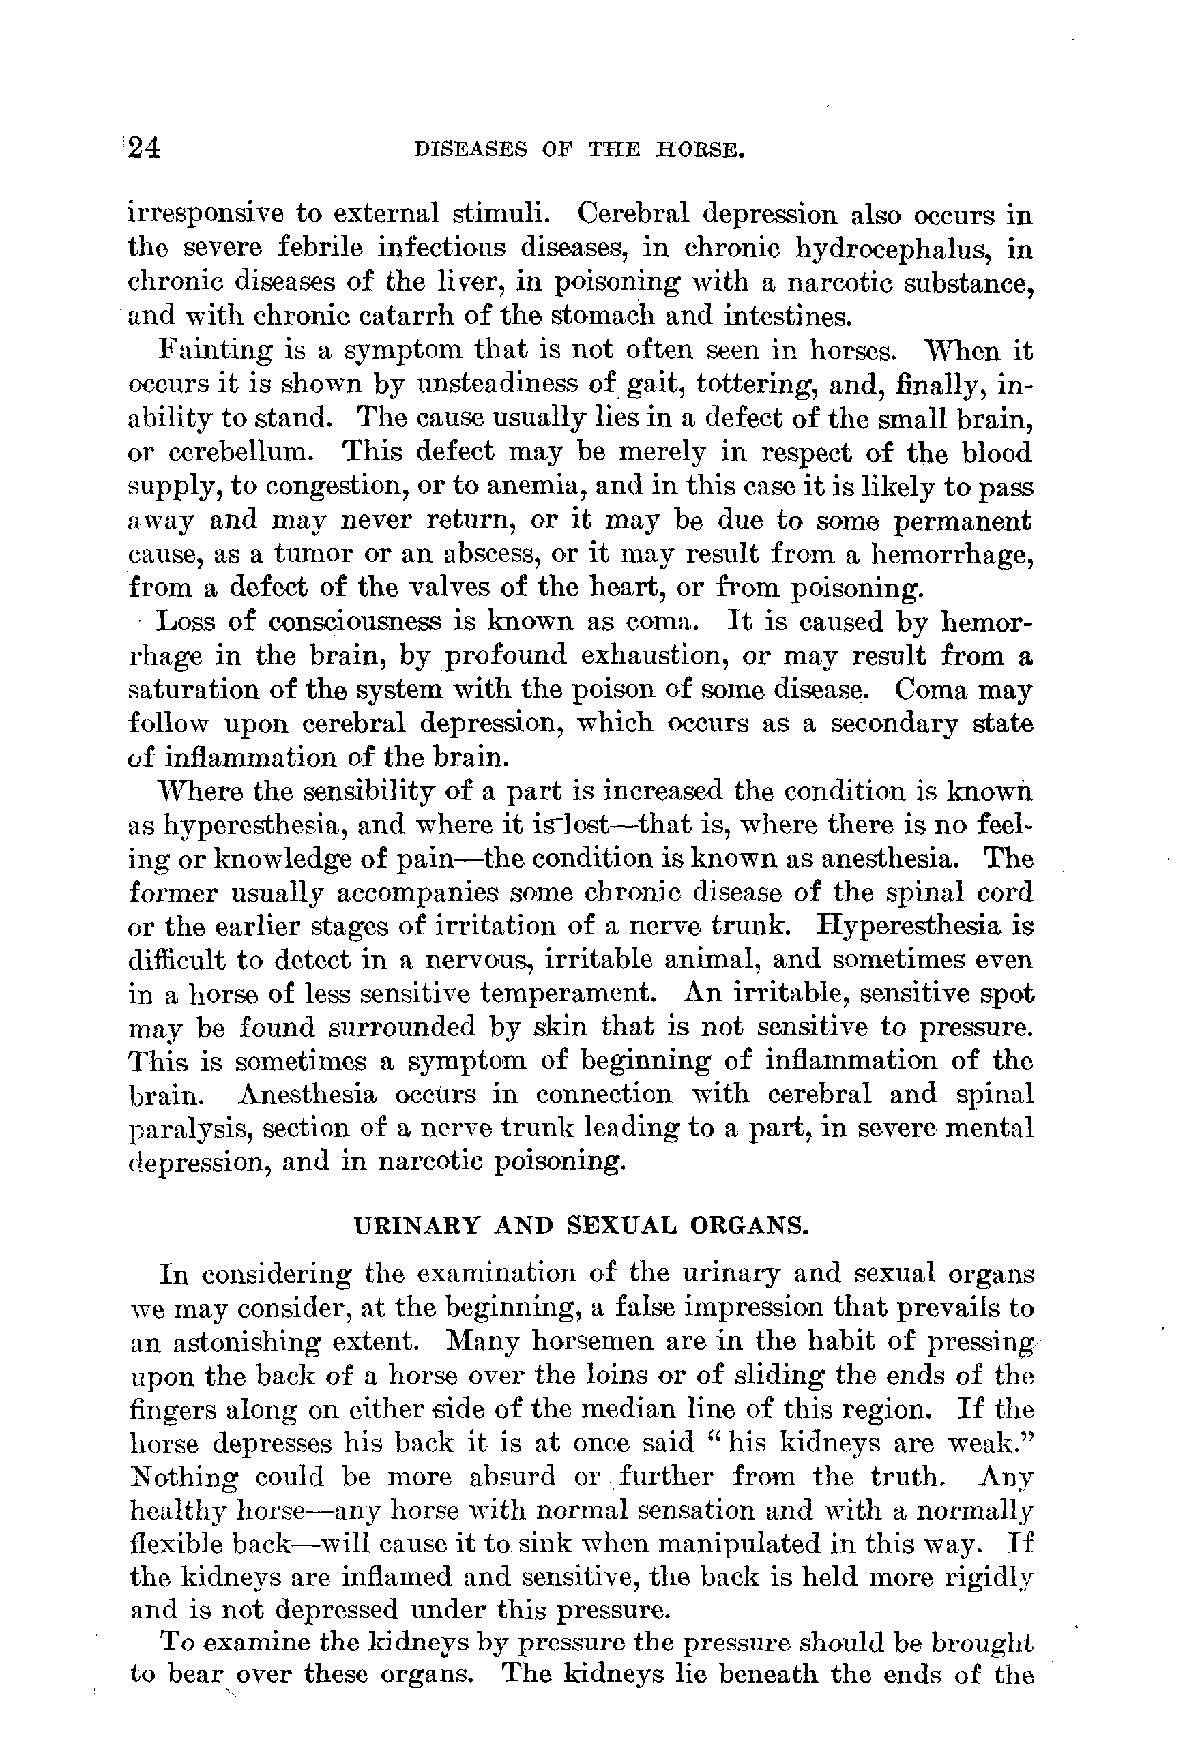 24 DISEASES OF THE HORSE.
irresponsive to external stimuli. Cerebral depression also occurs in
the severe febrile infectious diseases, in chronic hydrocephalus, in
chronic diseases of the liver, in poisoning with a narcotic substance,
and with chronic catarrh of the stomach and intestines.
Fainting is a symptom that is not often seen in horses. When it
occurs it is shown by unsteadiness of gait, tottering, and, finally, in-
ability to stand. The cause usually lies in a defect of the small brain,
or cerebellum. This defect may be merely in respect of the blood
supply, to congestion, or to anemia, and in this case it is likely to pass
away and may never return, or it may be due to some permanent
cause, as a tumor or an abscess, or it may result from a hemorrhage,
from a defect of the valves of the heart, or from poisoning.
Loss of consciousness is known as coma. It is caused by hemor-
rhage in the brain, by profound exhaustion, or may result from a
saturation of the system with the poison of some disease. Coma may
follow upon cerebral depression, which occurs as a secondary state
of inflammation of the brain.
Where the sensibility of a part is increased the condition is known
as hyperesthesia, and where it is lost—that is, where there is no feel-
ing or knowledge of pain—the condition is known as anesthesia. The
former usually accompanies some chronic disease of the spinal cord
or the earlier stages of irritation of a nerve trunk. Hyperesthesia is
difficult to detect in a nervous, irritable animal, and sometimes even
in a horse of less sensitive temperament. An irritable, sensitive spot
may be found surrounded by skin that is not sensitive to pressure.
This is sometimes a symptom of beginning of inflammation of the
brain. Anesthesia occurs in connection with cerebral and spinal
paralysis, section of a nerve trunk leading to a part, in severe mental
depression, and in narcotic poisoning.
URINARY AND SEXUAL ORGANS.
In considering the examination of the urinary and sexual organs
we may consider, at the beginning, a false impression that prevails to
an astonishing extent. Many horsemen are in the habit of pressing
upon the back of a horse over the loins or of sliding the ends of the
fingers along on either side of the median line of this region. If the
horse depresses his back it is at once said "his kidneys are weak."
Nothing could be more absurd or further from the truth. Any
healthy horse—any horse with normal sensation and with a normally
flexible back—will cause it to sink when manipulated in this way. If
the kidneys are inflamed and sensitive, the back is held more rigidly
and is not depressed under this pressure.
To examine the kidneys by pressure the pressure should be brought
to bear over these organs. The kidneys lie beneath the ends of the